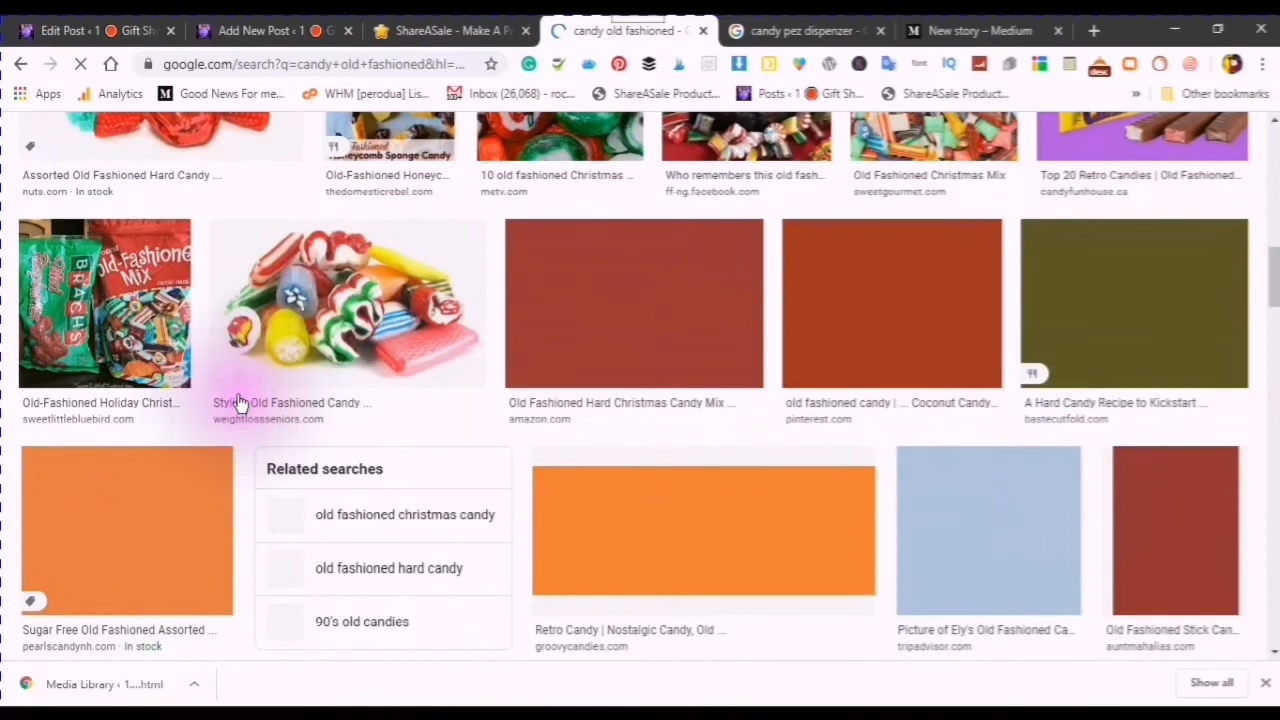 Edit Post ‹ 1 🔴 Gift Sh
Add New Post ‹ 1 🔴 G
ShareASale - Make A P
candy old fashioned - G
candy pez dispenzer - G
New story – Medium
google.com/search?q=candy+old+fashioned&hl=...
Apps
Analytics
Good News For me...
WHM [perodua] Lis...
Inbox (26,068) - roc...
ShareASale Product...
Posts ‹ 1 🔴 Gift Sh...
ShareASale Product...
»
Other bookmarks
Fashioned
Honeycomb Sponge Candy
Assorted Old Fashioned Hard Candy ...
nuts.com · In stock
Old-Fashioned Honeyc...
thedomesticrebel.com
10 old fashioned Christmas ...
metv.com
Who remembers this old fash...
ff-ng.facebook.com
Old Fashioned Christmas Mix
sweetgourmet.com
Top 20 Retro Candies | Old Fashioned...
candyfunhouse.ca
BRACHS
Old-Fashioned
Mix
Old-Fashioned Holiday Christ...
sweetlittlebluebird.com
Old Fashioned Candy ...
weightlossseniors.com
Old Fashioned Hard Christmas Candy Mix ...
amazon.com
old fashioned candy | ... Coconut Candy...
pinterest.com
A Hard Candy Recipe to Kickstart ...
bastecutfold.com
Related searches
old fashioned christmas candy
old fashioned hard candy
90's old candies
Sugar Free Old Fashioned Assorted ...
pearlscandynh.com · In stock
Retro Candy | Nostalgic Candy, Old ...
groovycandies.com
Picture of Ely's Old Fashioned Ca...
tripadvisor.com
Old Fashioned Stick Can...
auntmahalias.com
Media Library ‹ 1....html
Show all